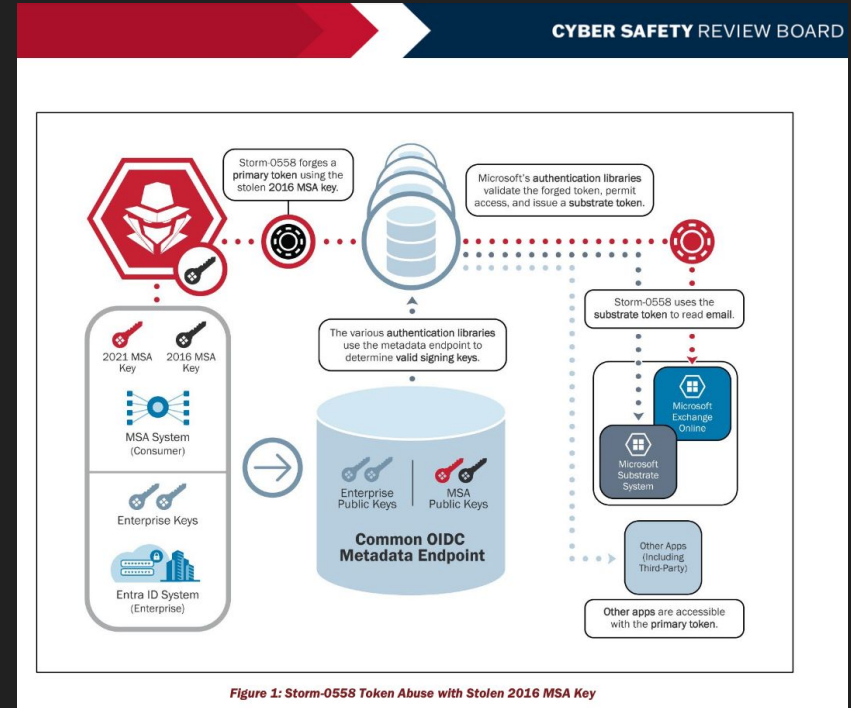 CYBER SAFETY REVIEW BOARD
Storm-0558 forges a
primary token using the
stolen 2016 MSA key.
Microsoft's authentication libraries
validate the forged token, permit
access, and issue a substrate token.
Storm-0558 uses the
substrate token to read email.
The various authentication libraries
use the metadata endpoint to
determine valid signing keys.
2021 MSA
Key
2016 MSA
Key
MSA System
(Consumer)
Enterprise Keys
Entra ID System
(Enterprise)
Enterprise
Public Keys
MSA
Public Keys
Common OIDC
Metadata Endpoint
Microsoft
Exchange
Online
Microsoft
Substrate
System
Other Apps
(Including
Third-Party)
Other apps are accessible
with the primary token.
Figure 1: Storm-0558 Token Abuse with Stolen 2016 MSA Key